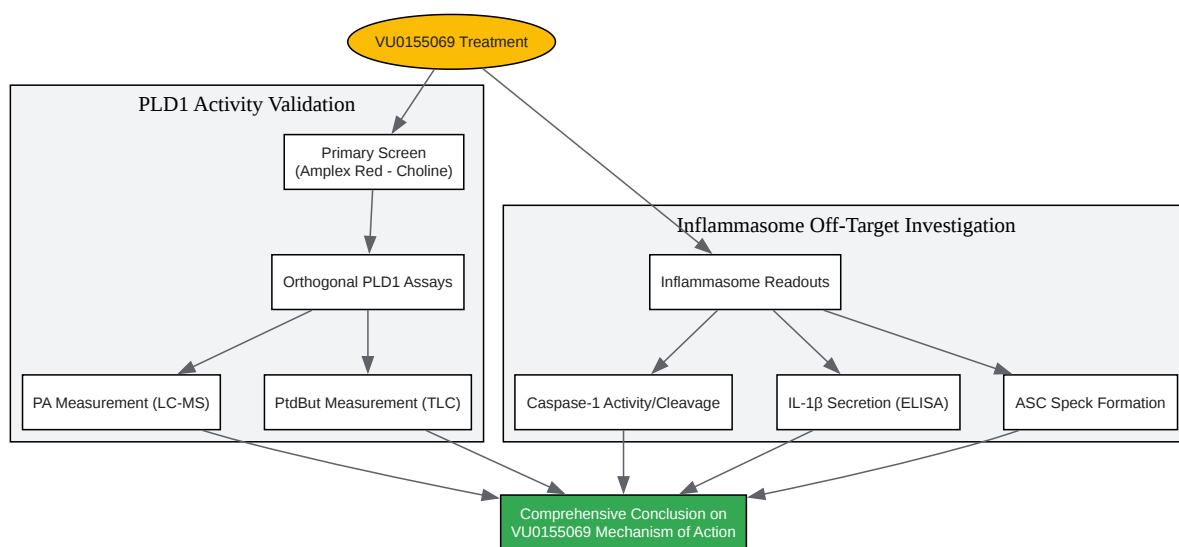 VU0155069 Treatment
PLD1 Activity Validation
Primary Screen
(Amplex Red - Choline)
Inflammasome Off-Target Investigation
Orthogonal PLD1 Assays
Inflammasome Readouts
PA Measurement (LC-MS)
PtdBut Measurement (TLC)
Caspase-1 Activity/Cleavage
IL-1β Secretion (ELISA)
ASC Speck Formation
Comprehensive Conclusion on
VU0155069 Mechanism of Action